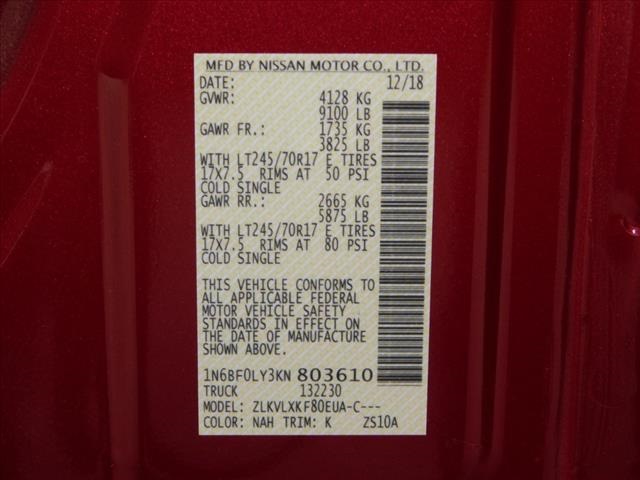 MFD BY NISSAN MOTOR CO., LTD.
DATE: 12/18
GVWR: 4128 KG
9100 LB
GAWR FR.: 1735 KG
3825 LB
WITH LT245/70R17 E TIRES
17X7.5 RIMS AT 50 PSI
COLD SINGLE
GAWR RR.: 2665 KG
5875 LB
WITH LT245/70R17 E TIRES
17X7.5 RIMS AT 80 PSI
COLD SINGLE
THIS VEHICLE CONFORMS TO
ALL APPLICABLE FEDERAL
MOTOR VEHICLE SAFETY
STANDARDS IN EFFECT ON
THE DATE OF MANUFACTURE
SHOWN ABOVE.
1N6BF0LY3KN 803610
TRUCK 132230
MODEL: ZLKVLXKF80EUA-C---
COLOR: NAH TRIM: K ZS10A